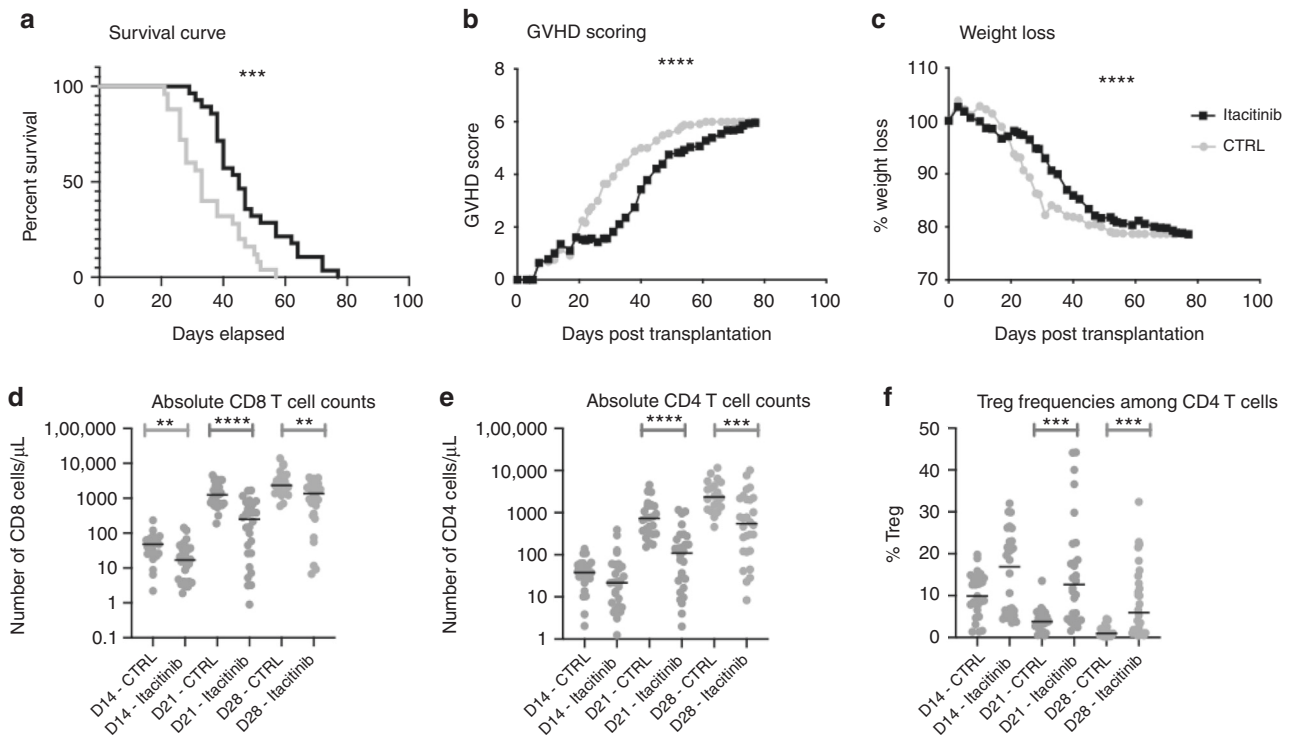 a Survival curve
***
Percent survival
100
50
0
0 20 40 60 80 100
Days elapsed
b GVHD scoring
****
GVHD score
8
6
4
2
0
0 20 40 60 80 100
Days post transplantation
c Weight loss
****
% weight loss
110
100
90
80
70
0 20 40 60 80 100
Days post transplantation
Itacitinib
CTRL
d Absolute CD8 T cell counts
** **** **
Number of CD8 cells/μL
1,00,000
10,000
1000
100
10
1
0.1
D14 - CTRL
D14 - Itacitinib
D21 - CTRL
D21 - Itacitinib
D28 - CTRL
D28 - Itacitinib
e Absolute CD4 T cell counts
**** ***
Number of CD4 cells/μL
1,00,000
10,000
1000
100
10
1
D14 - CTRL
D14 - Itacitinib
D21 - CTRL
D21 - Itacitinib
D28 - CTRL
D28 - Itacitinib
f Treg frequencies among CD4 T cells
*** ***
% Treg
50
40
30
20
10
0
D14 - CTRL
D14 - Itacitinib
D21 - CTRL
D21 - Itacitinib
D28 - CTRL
D28 - Itacitinib